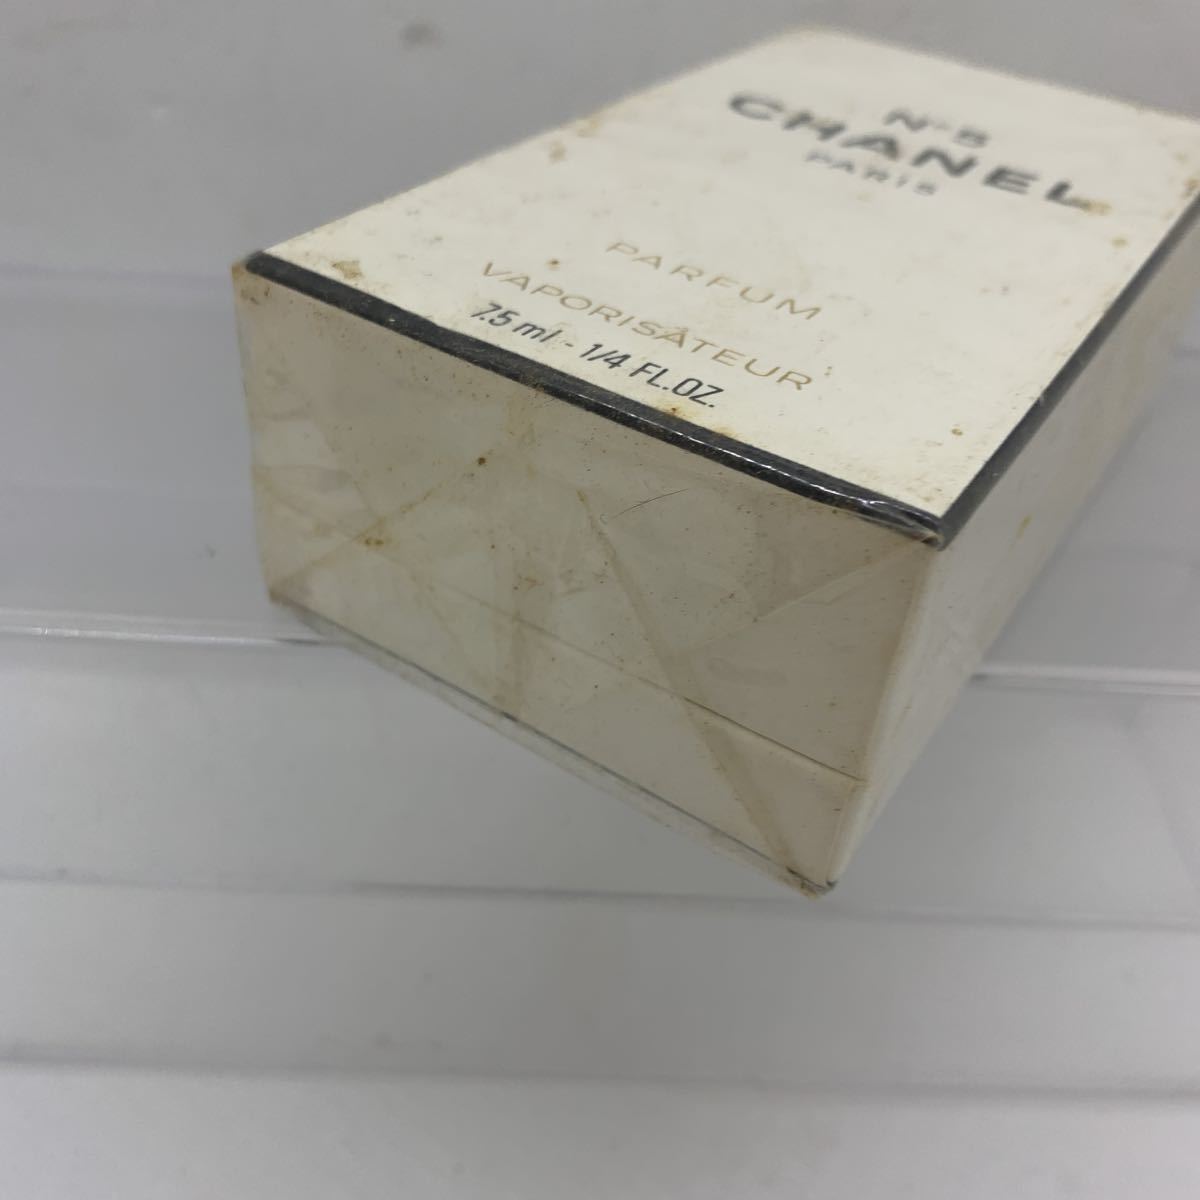 N°5
CHANEL
PARIS
PARFUM
VAPORISATEUR
7.5 ml - 1/4 FL.OZ.